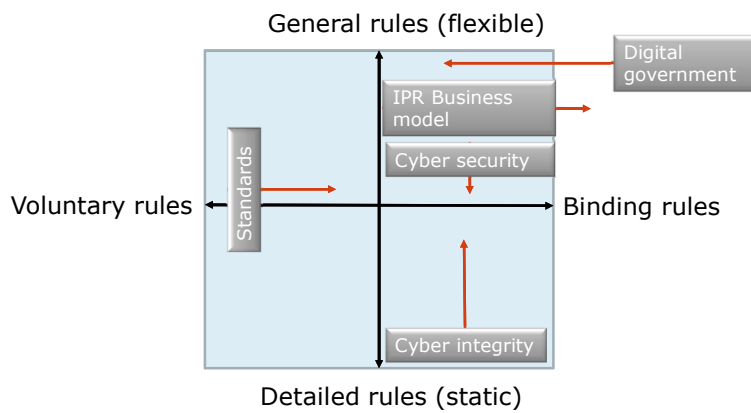 General rules (flexible)
Digital
government
IPR Business
model
Cyber security
Standards
Voluntary rules
Binding rules
Cyber integrity
Detailed rules (static)